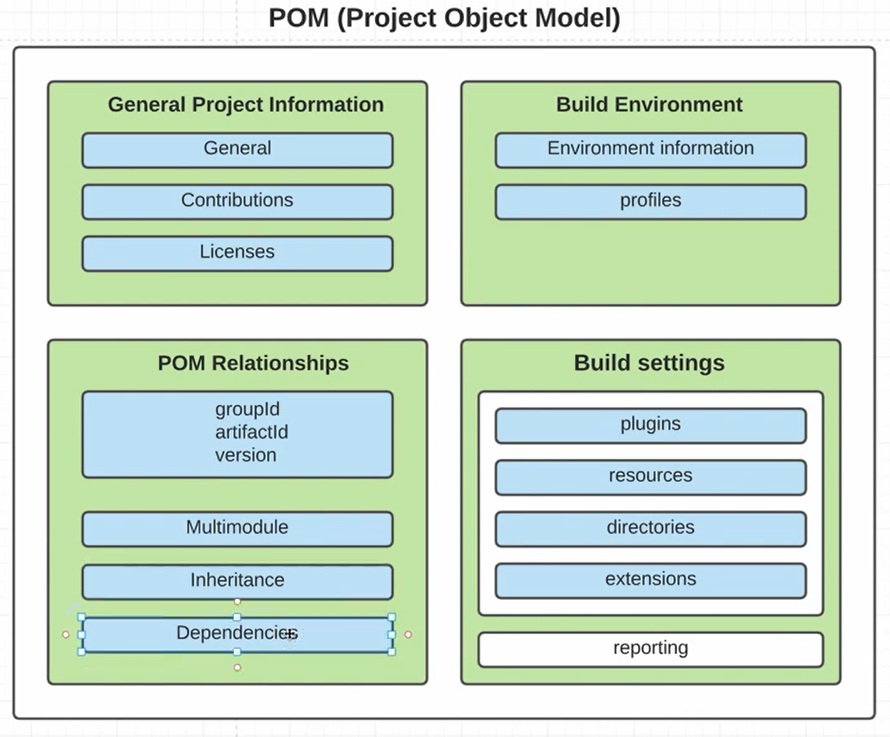 POM (Project Object Model)
General Project Information
General
Contributions
Licenses
Build Environment
Environment information
profiles
POM Relationships
groupId
artifactId
version
Multimodule
Inheritance
Dependencies
Build settings
plugins
resources
directories
extensions
reporting